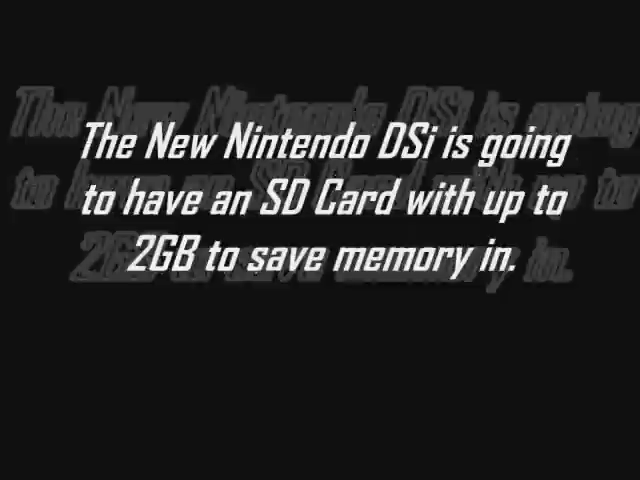 The New Nintendo DSi is going
to have an SD Card with up to
2GB to save memory in.